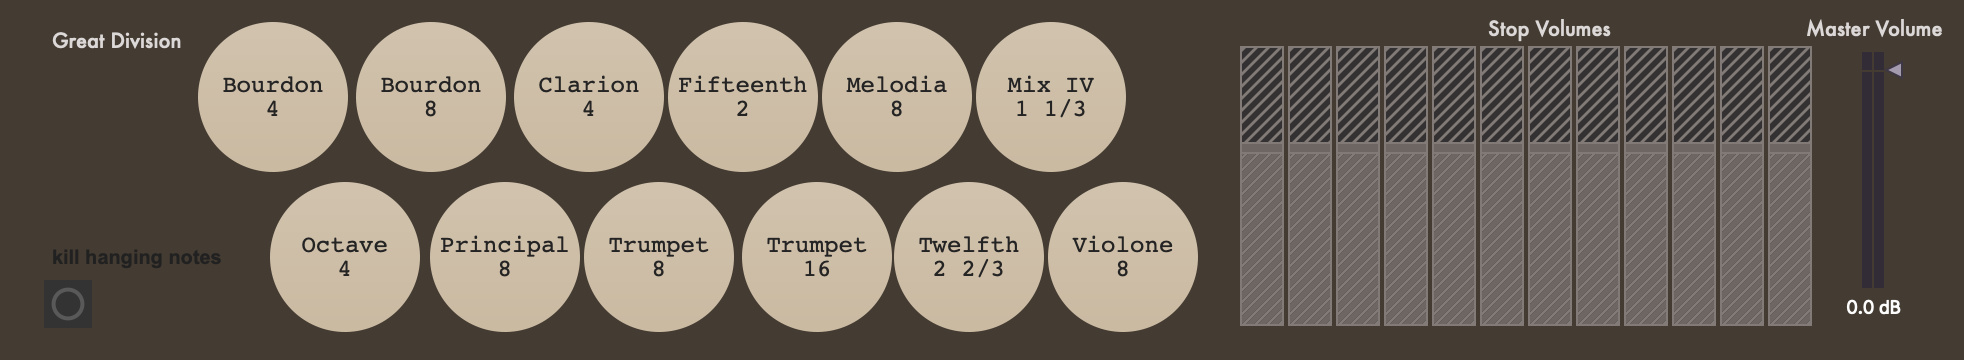 Great Division
Bourdon
4
Bourdon
8
Clarion
4
Fifteenth
2
Melodia
8
Mix IV
1 1/3
Octave
4
Principal
8
Trumpet
8
Trumpet
16
Twelfth
2 2/3
Violone
8
kill hanging notes
Stop Volumes
Master Volume
0.0 dB